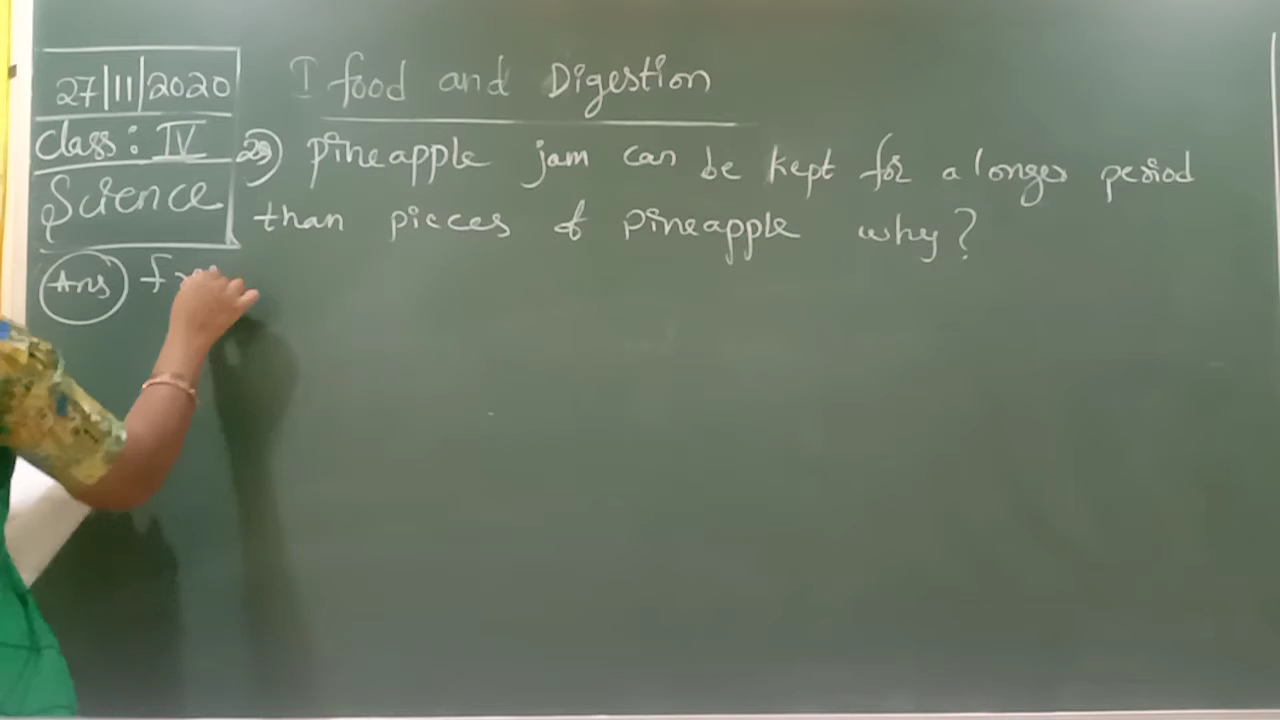 27/11/2020
class: IV
Science
I food and Digestion
pineapple jam can be kept for a longer period
than pieces of pineapple why?
Ans